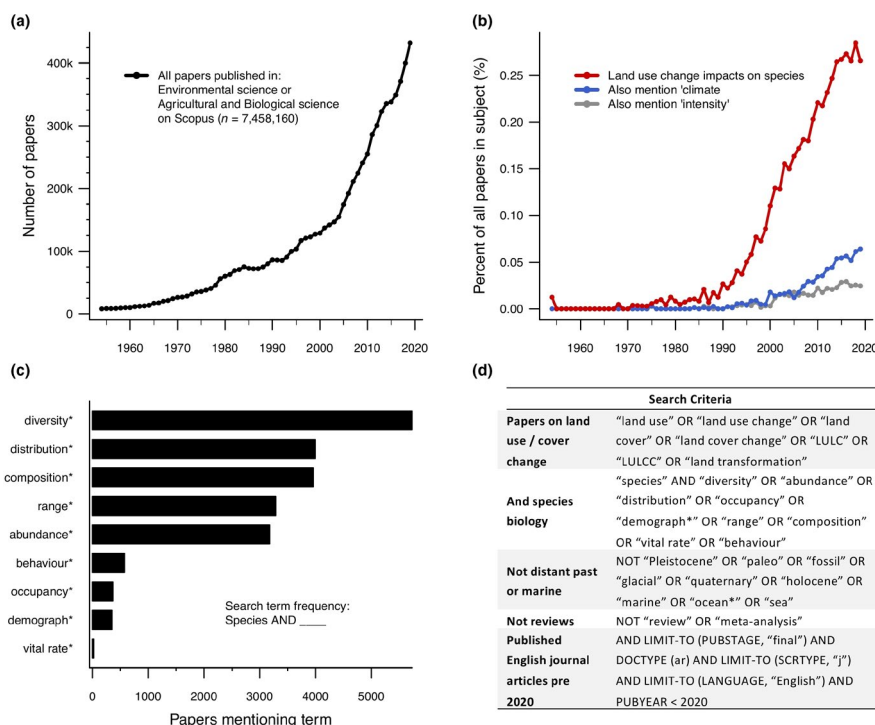 (a)
400k
300k
200k
100k
0
Number of papers
All papers published in:
Environmental science or
Agricultural and Biological science
on Scopus (n = 7,458,160)
1960 1970 1980 1990 2000 2010 2020
(b)
0.25
0.20
0.15
0.10
0.05
0.00
Percent of all papers in subject (%)
Land use change impacts on species
Also mention 'climate
Also mention 'intensity'
1960 1970 1980 1990 2000 2010 2020
(c)
diversity*
distribution*
composition*
range*
abundance*
behaviour*
occupancy*
demograph*
vital rate*
Search term frequency:
Species AND ____
0 1000 2000 3000 4000 5000
Papers mentioning term
(d)
Search Criteria
Papers on land
use / cover
change
“land use” OR “land use change” OR “land
cover” OR “land cover change” OR “LULC” OR
“LULCC” OR “land transformation”
And species
biology
“species” AND “diversity” OR “abundance” OR
“distribution” OR “occupancy” OR
“demograph*” OR “range” OR “composition”
OR “vital rate” OR “behaviour”
Not distant past
or marine
NOT “Pleistocene” OR “paleo” OR “fossil” OR
“glacial” OR “quaternary” OR “holocene” OR
“marine” OR “ocean*” OR “sea”
Not reviews
NOT “review” OR “meta-analysis”
Published
English journal
articles pre
2020
AND LIMIT-TO (PUBSTAGE, “final”) AND
DOCTYPE (ar) AND LIMIT-TO (SCRTYPE, “j”)
AND LIMIT-TO (LANGUAGE, “English”) AND
PUBYEAR < 2020